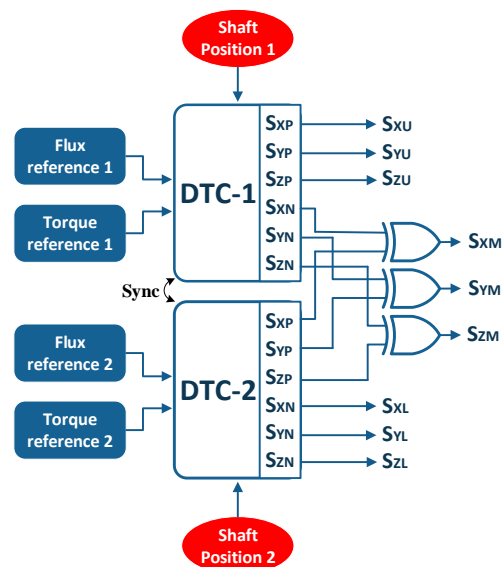 Shaft
Position 1
Flux
reference 1
Torque
reference 1
DTC-1
SXP
SYP
SZP
SXN
SYN
SZN
SXU
SYU
SZU
SXM
SYM
SZM
Sync
Flux
reference 2
Torque
reference 2
DTC-2
SXP
SYP
SZP
SXN
SYN
SZN
SXL
SYL
SZL
Shaft
Position 2